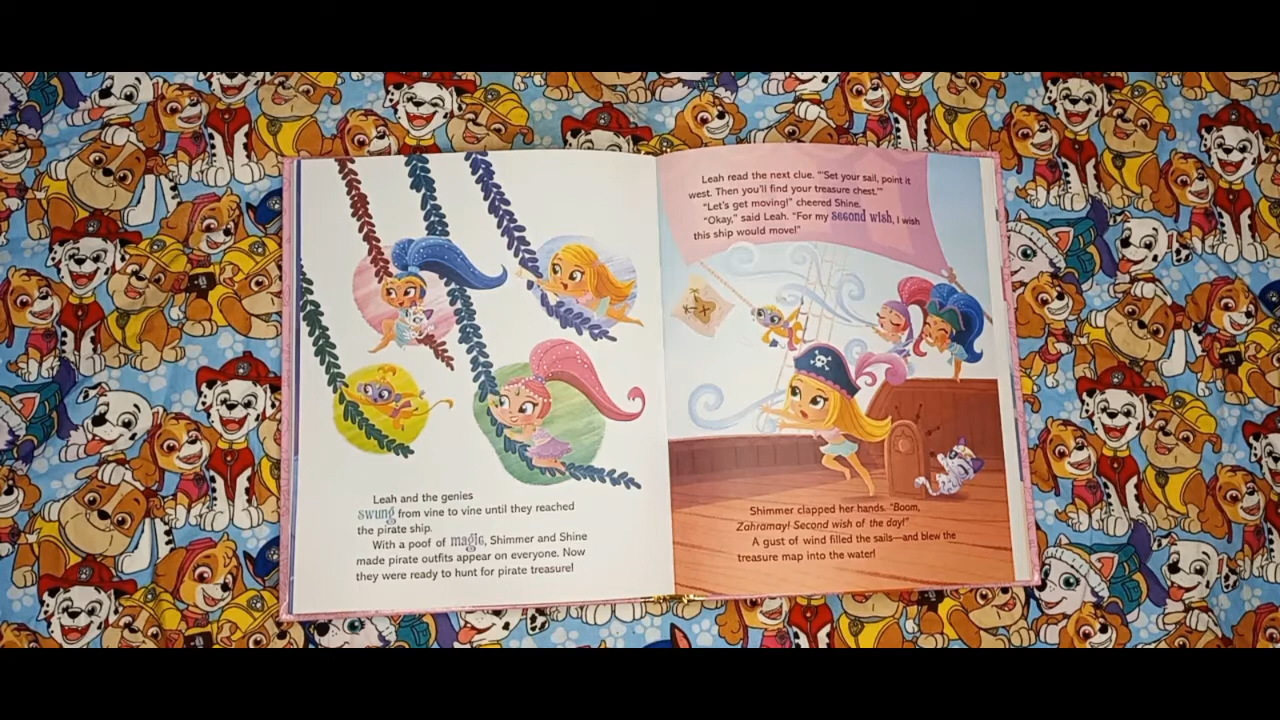 Leah and the genies
swung from vine to vine until they reached
the pirate ship.
With a poof of magic, Shimmer and Shine
made pirate outfits appear on everyone. Now
they were ready to hunt for pirate treasure!
Leah read the next clue. "'Set your sail, point it
west. Then you'll find your treasure chest.'"
"Let's get moving!" cheered Shine.
"Okay," said Leah. "For my second wish, I wish
this ship would move!"
Shimmer clapped her hands. "Boom,
Zahramay! Second wish of the day!"
A gust of wind filled the sails—and blew the
treasure map into the water!